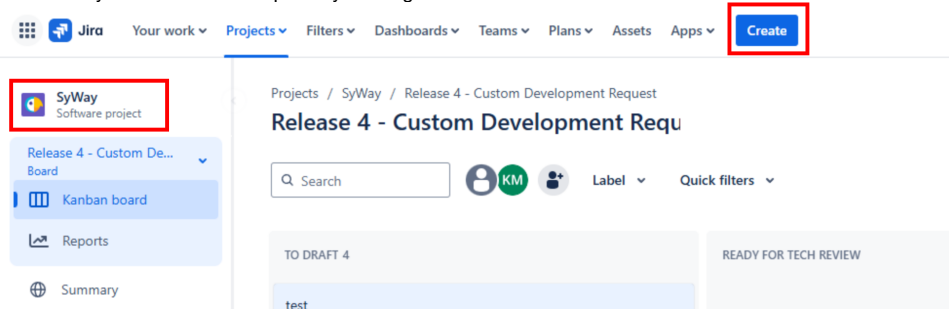 Jira Your work Projects Filters Dashboards Teams Plans Assets Apps Create
SyWay
Software project
Projects / SyWay / Release 4 - Custom Development Request
Release 4 - Custom Development Requ
Release 4 - Custom De...
Board
Search KM Label Quick filters
Kanban board
Reports
TO DRAFT 4 READY FOR TECH REVIEW
Summary
test